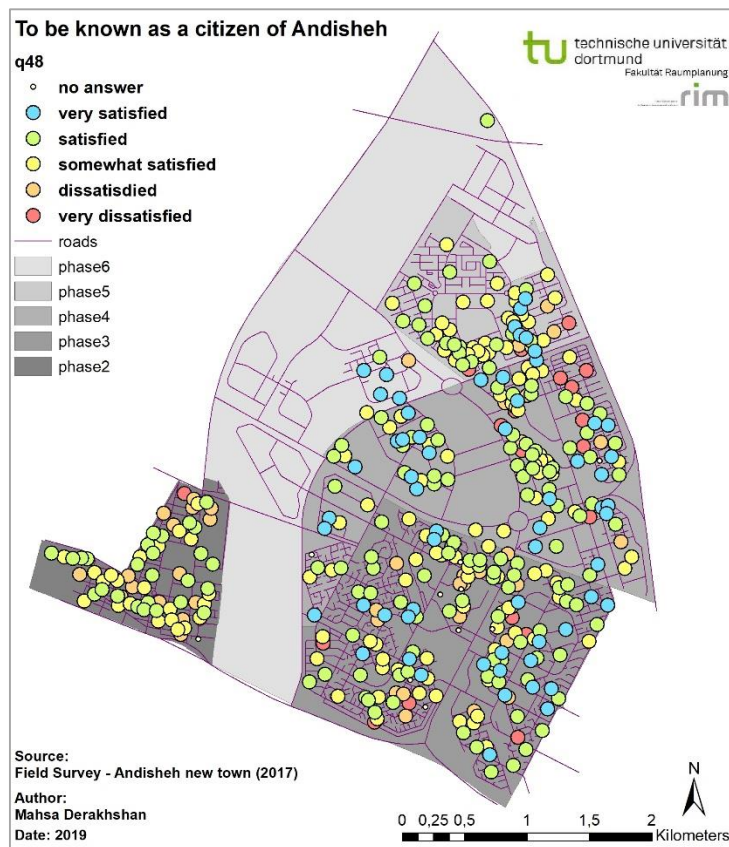 To be known as a citizen of Andisheh
q48
no answer
very satisfied
satisfied
somewhat satisfied
dissatisdied
very dissatisfied
roads
phase6
phase5
phase4
phase3
phase2
tu technische universität
dortmund
Fakultät Raumplanung
rim
Source:
Field Survey - Andisheh new town (2017)
Author:
Mahsa Derakhshan
Date: 2019
N
0 0,25 0,5 1 1,5 2
Kilometers